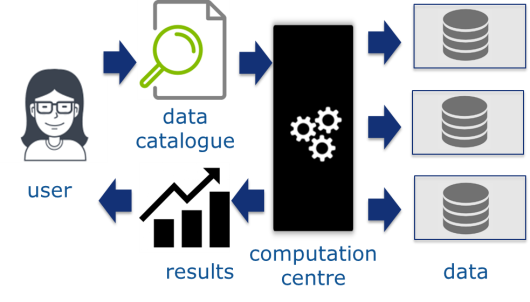 data
catalogue
user
results
computation
centre
data